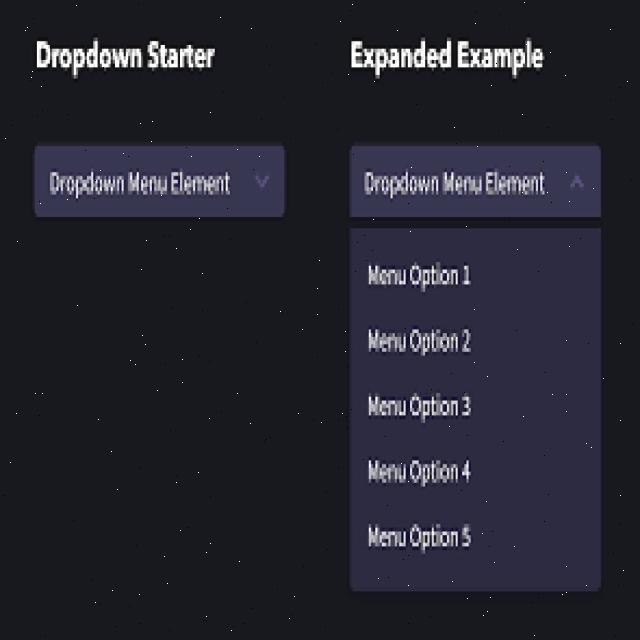 Dropdown Starter
Dropdown Menu Element
Expanded Example
Dropdown Menu Element
Menu Option 1
Menu Option 2
Menu Option 3
Menu Option 4
Menu Option 5